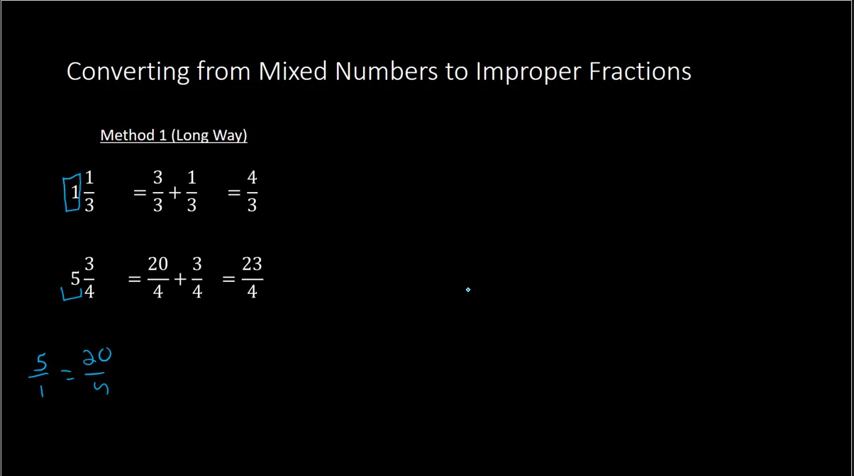 Converting from Mixed Numbers to Improper Fractions
Method 1 (Long Way)
1 1/3 = 3/3 + 1/3 = 4/3
5 3/4 = 20/4 + 3/4 = 23/4
5/1 = 20/4